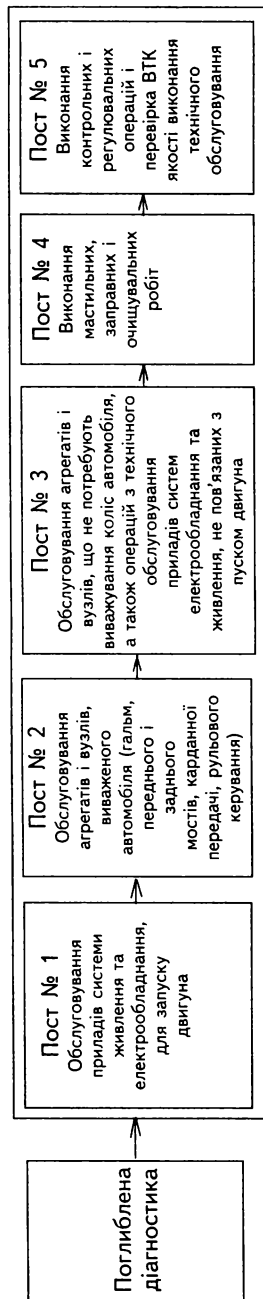 Поглиблена
діагностика
Пост № 1
Обслуговування
приладів системи
живлення та
електрообладнання,
для запуску
двигуна
Пост № 2
Обслуговування
агрегатів і вузлів,
виваженого
автомобіля (гальм,
переднього і
заднього
мостів, карданної
передачі, рульового
керування)
Пост № 3
Обслуговування агрегатів і
вузлів, що не потребують
виважування коліс автомобіля,
а також операцій з технічного
обслуговування
приладів систем
електрообладнання та
живлення, не пов'язаних з
пуском двигуна
Пост № 4
Виконання
мастильних,
заправних і
очищувальних
робіт
Пост № 5
Виконання
контрольних і
регулювальних
операцій і
перевірка ВТК
якості виконання
технічного
обслуговування